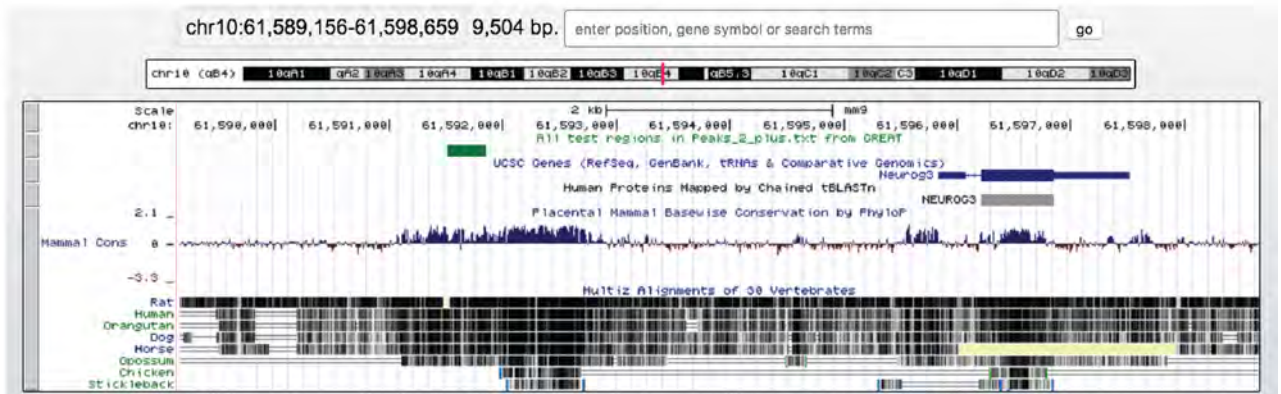 chr10:61,589,156-61,598,659 9,504 bp. enter position, gene symbol or search terms go
chr10 (qB4) 10qA1 qA2 10qA3 10qA4 10qB1 10qB2 10qB3 10qB4 qB5.3 10qC1 10qC2 C3 10qD1 10qD2 10qD3
Scale 2 kb mm9
chr10: 61,590,000| 61,591,000| 61,592,000| 61,593,000| 61,594,000| 61,595,000| 61,596,000| 61,597,000| 61,598,000|
All test regions in Peaks_2_plus.txt from GREAT
UCSC Genes (RefSeq, GenBank, tRNAs & Comparative Genomics)
Neurog3
Human Proteins Mapped by Chained tBLASTn
NEUROG3
Placental Mammal Basewise Conservation by PhyloP
2.1 _
Mammal Cons 0 -
-3.3 _
Multiz Alignments of 30 Vertebrates
Rat
Human
Orangutan
Dog
Horse
Opossum
Chicken
Stickleback